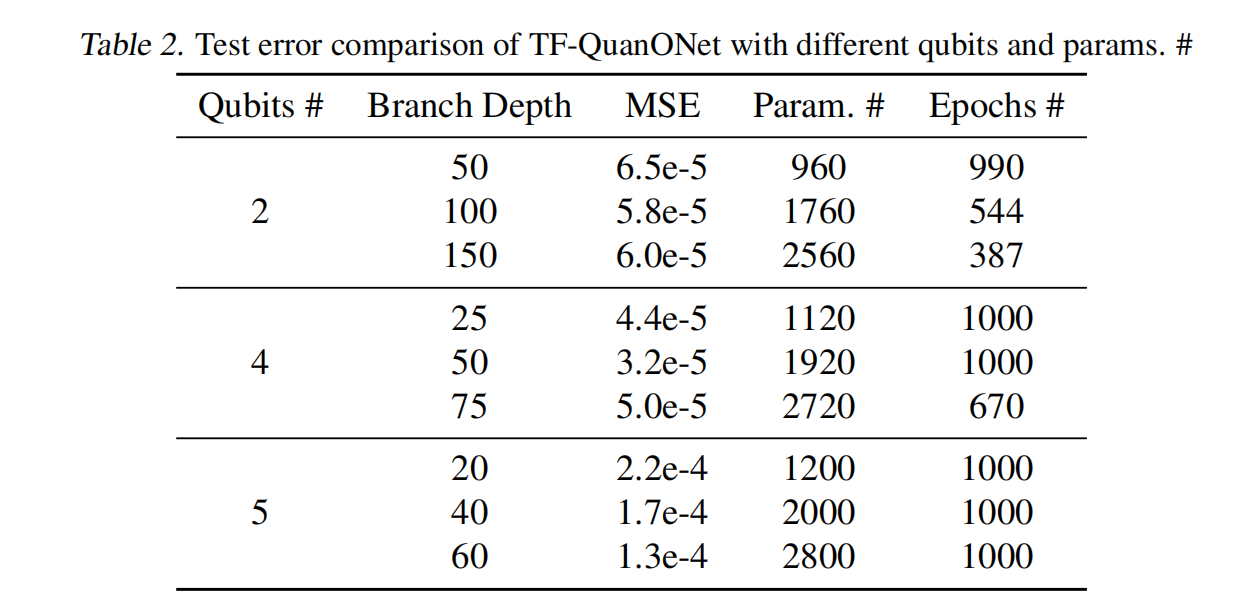 Table 2. Test error comparison of TF-QuanONet with different qubits and params. #
Qubits # Branch Depth MSE Param. # Epochs #
50 6.5e-5 960 990
2 100 5.8e-5 1760 544
150 6.0e-5 2560 387
25 4.4e-5 1120 1000
4 50 3.2e-5 1920 1000
75 5.0e-5 2720 670
20 2.2e-4 1200 1000
5 40 1.7e-4 2000 1000
60 1.3e-4 2800 1000